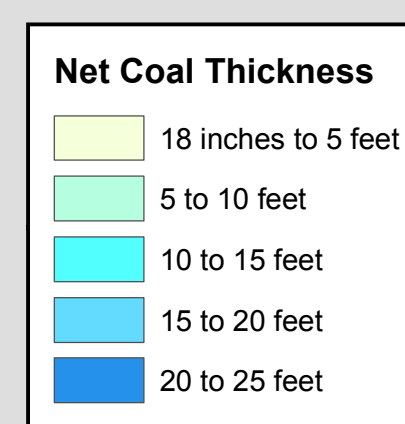 Net Coal Thickness
18 inches to 5 feet
5 to 10 feet
10 to 15 feet
15 to 20 feet
20 to 25 feet